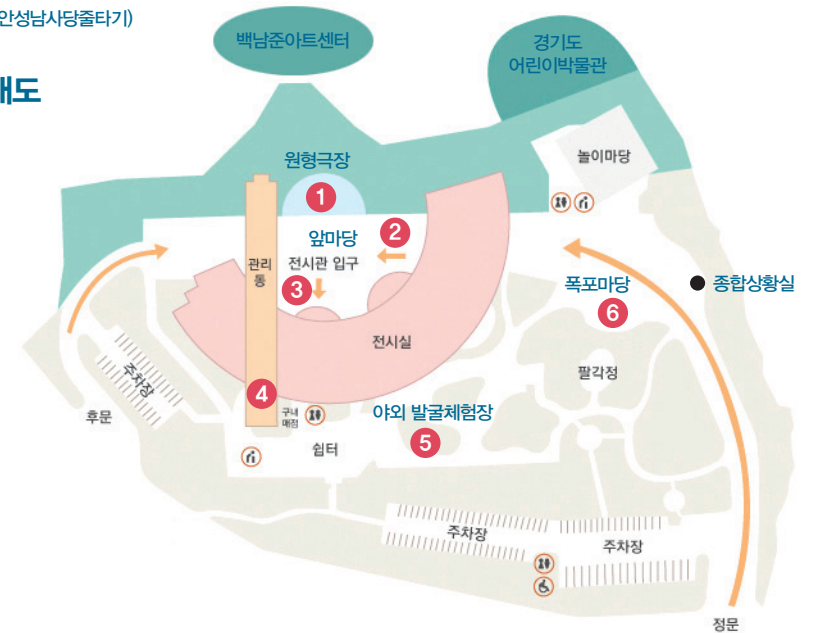 안성남사당줄타기)
백남준아트센터
경기도
어린이박물관
내도
원형극장
놀이마당
1
앞마당
2
관리
동
전시관 입구
3
폭포마당
종합상황실
6
전시실
주차장
팔각정
4
후문
구내
매점
야외 발굴체험장
5
쉼터
주차장
주차장
정문